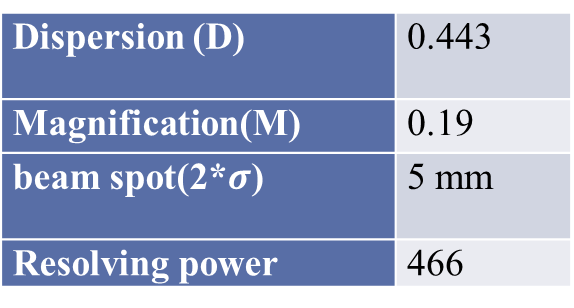 Dispersion (D) 0.443
Magnification(M) 0.19
beam spot(2*σ) 5 mm
Resolving power 466